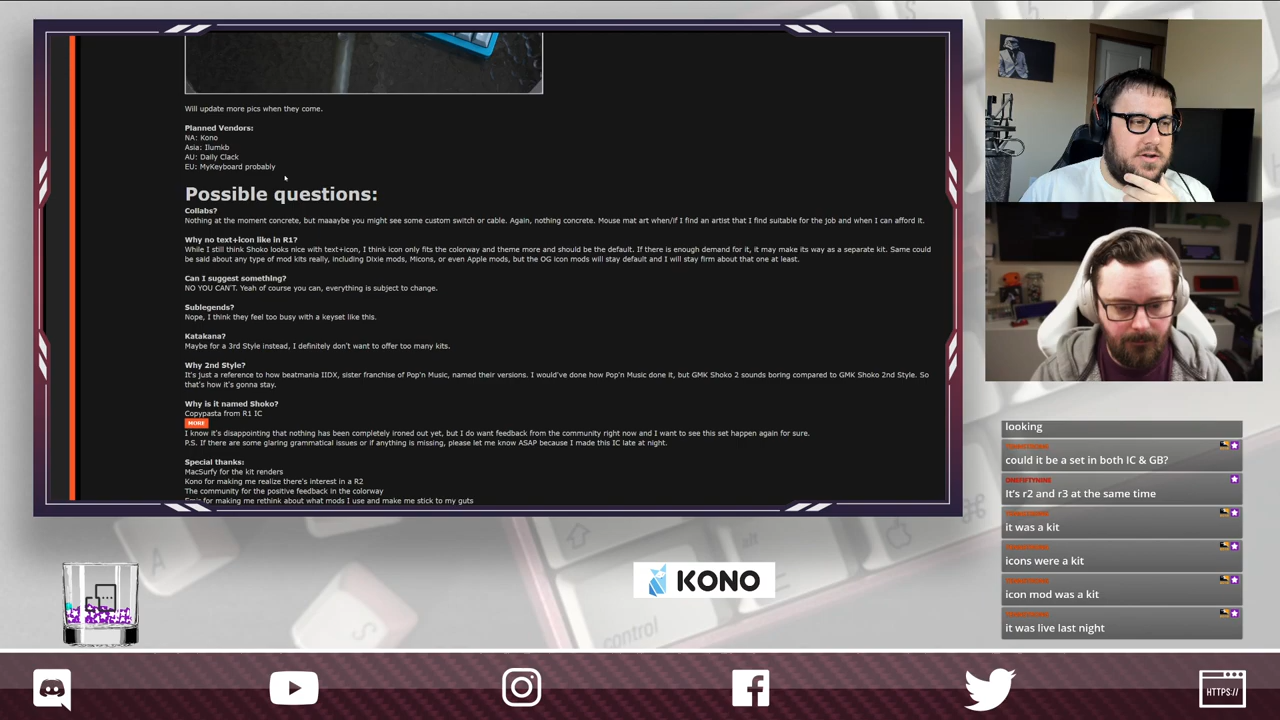 Will update more pics when they come.
Planned Vendors:
NA: Kono
Asia: Ilumkb
AU: Daily Clack
EU: MyKeyboard probably
Possible questions:
Collabs?
Nothing at the moment concrete, but maaaybe you might see some custom switch or cable. Again, nothing concrete. Mouse mat art when/if I find an artist that I find suitable for the job and when I can afford it.
Why no text+icon like in R1?
While I still think Shoko looks nice with text+icon, I think icon only fits the colorway and theme more and should be the default. If there is enough demand for it, it may make its way as a separate kit. Same could
be said about any type of mod kits really, including Dixie mods, Micons, or even Apple mods, but the OG icon mods will stay default and I will stay firm about that one at least.
Can I suggest something?
NO YOU CAN'T. Yeah of course you can, everything is subject to change.
Sublegends?
Nope, I think they feel too busy with a keyset like this.
Katakana?
Maybe for a 3rd Style instead, I definitely don't want to offer too many kits.
Why 2nd Style?
It's just a reference to how beatmania IIDX, sister franchise of Pop'n Music, named their versions. I would've done how Pop'n Music done it, but GMK Shoko 2 sounds boring compared to GMK Shoko 2nd Style. So
that's how it's gonna stay.
Why is it named Shoko?
Copypasta from R1 IC
MORE
I know it's disappointing that nothing has been completely ironed out yet, but I do want feedback from the community right now and I want to see this set happen again for sure.
P.S. If there are some glaring grammatical issues or if anything is missing, please let me know ASAP because I made this IC late at night.
Special thanks:
MacSurfy for the kit renders
Kono for making me realize there's interest in a R2
The community for the positive feedback in the colorway
for making me rethink about what mods I use and make me stick to my guts
looking
could it be a set in both IC & GB?
ONEFIFTYNINE
It's r2 and r3 at the same time
it was a kit
icons were a kit
icon mod was a kit
it was live last night
KONO
alt
control
A
HTTPS://